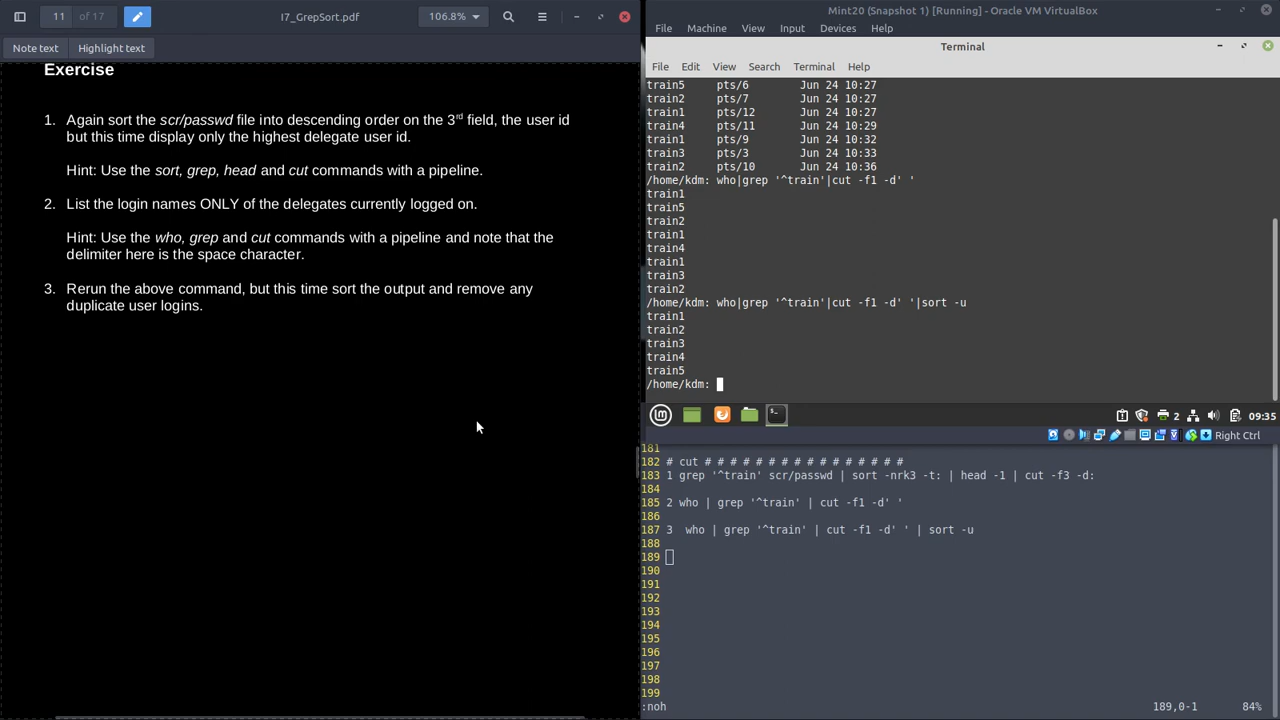 11 of 17 I7_GrepSort.pdf 106.8%
Note text Highlight text
Exercise
1. Again sort the scr/passwd file into descending order on the 3rd field, the user id
but this time display only the highest delegate user id.
Hint: Use the sort, grep, head and cut commands with a pipeline.
2. List the login names ONLY of the delegates currently logged on.
Hint: Use the who, grep and cut commands with a pipeline and note that the
delimiter here is the space character.
3. Rerun the above command, but this time sort the output and remove any
duplicate user logins.
Mint20 (Snapshot 1) [Running] - Oracle VM VirtualBox
File Machine View Input Devices Help
Terminal
File Edit View Search Terminal Help
train5 pts/6 Jun 24 10:27
train2 pts/7 Jun 24 10:27
train1 pts/12 Jun 24 10:27
train4 pts/11 Jun 24 10:29
train1 pts/9 Jun 24 10:32
train3 pts/3 Jun 24 10:33
train2 pts/10 Jun 24 10:36
/home/kdm: who|grep '^train'|cut -f1 -d' '
train1
train5
train2
train1
train4
train1
train3
train2
/home/kdm: who|grep '^train'|cut -f1 -d' '|sort -u
train1
train2
train3
train4
train5
/home/kdm:
lm 2 09:35
Right Ctrl
181
182 # cut # # # # # # # # # # # # # # # #
183 1 grep '^train' scr/passwd | sort -nrk3 -t: | head -1 | cut -f3 -d:
184
185 2 who | grep '^train' | cut -f1 -d' '
186
187 3  who | grep '^train' | cut -f1 -d' ' | sort -u
188
189
190
191
192
193
194
195
196
197
198
199
:noh 189,0-1 84%